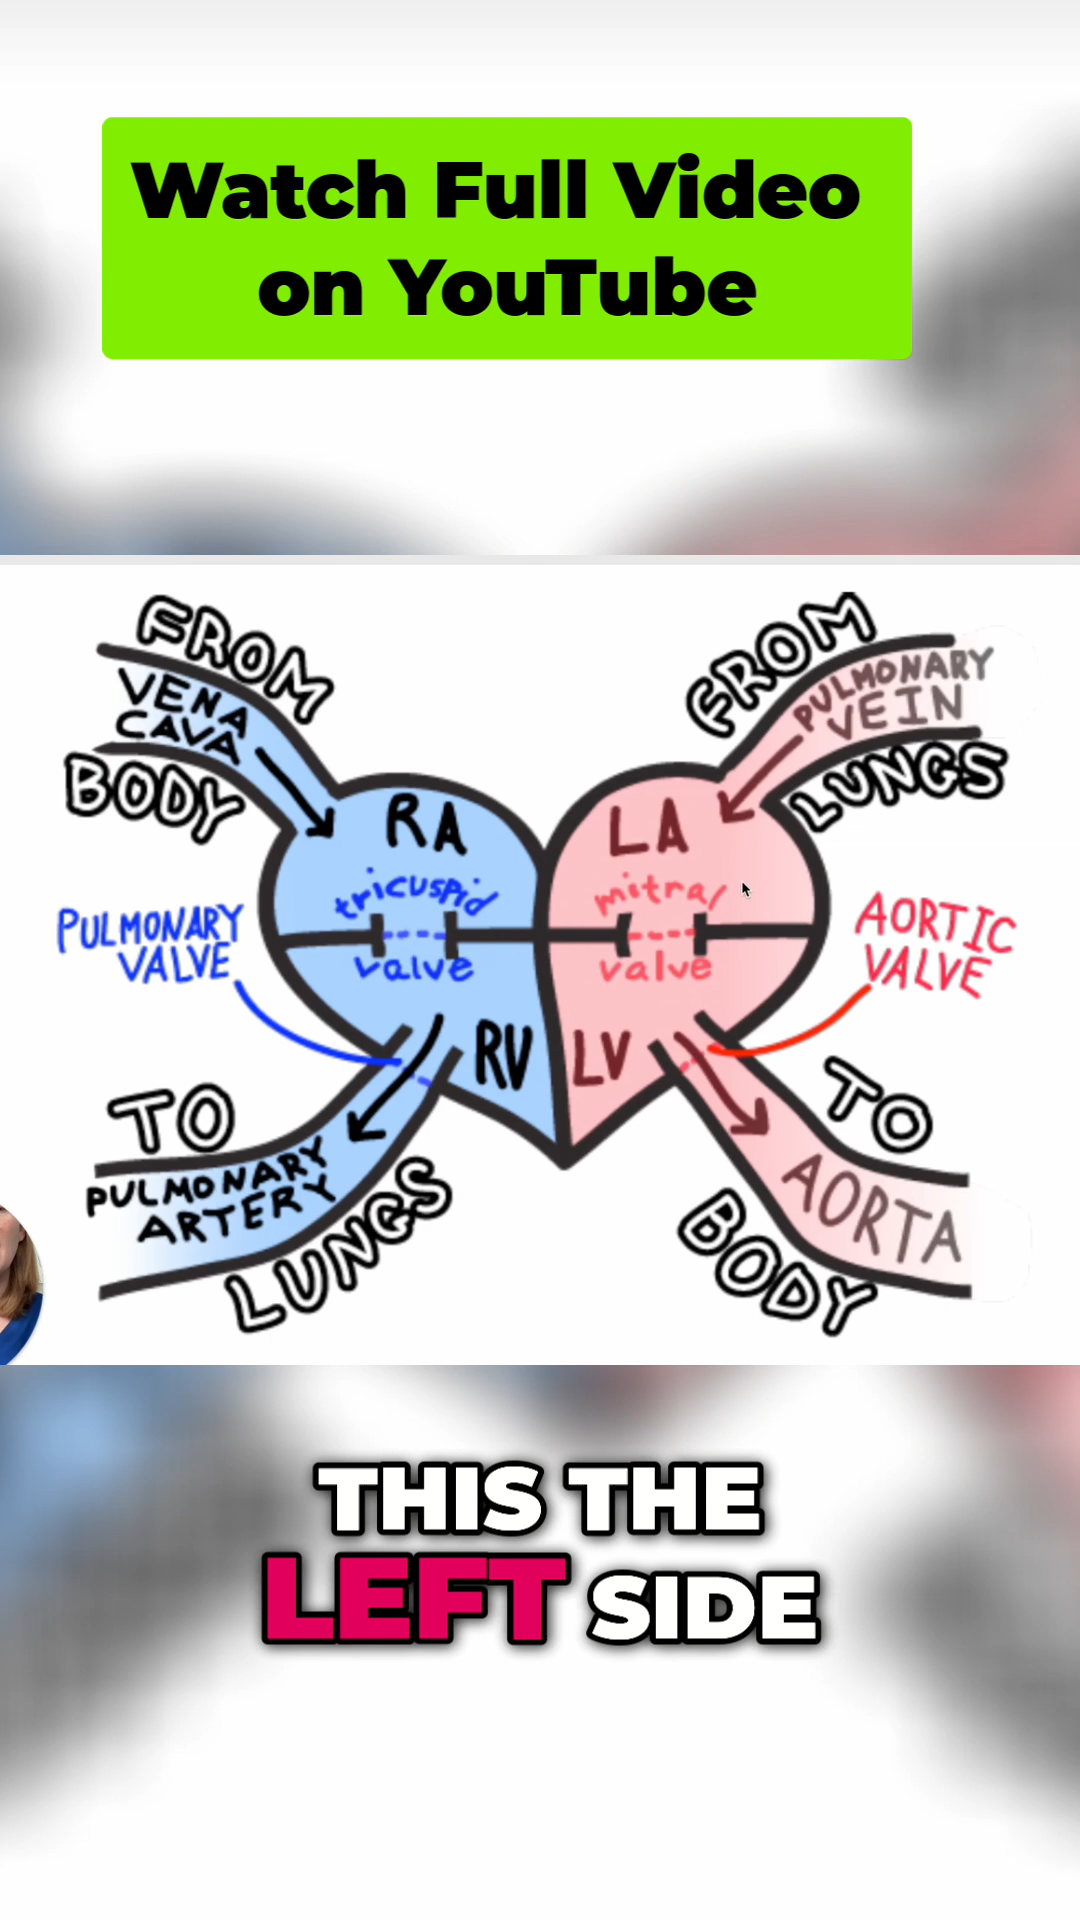 Watch Full Video
on YouTube
FROM
VENA
CAVA
BODY
FROM
PULMONARY
VEIN
LUNGS
RA
LA
tricuspid
valve
mitral
valve
PULMONARY
VALVE
AORTIC
VALVE
RV
LV
TO
PULMONARY
ARTERY
LUNGS
TO
AORTA
BODY
THIS THE
LEFT SIDE